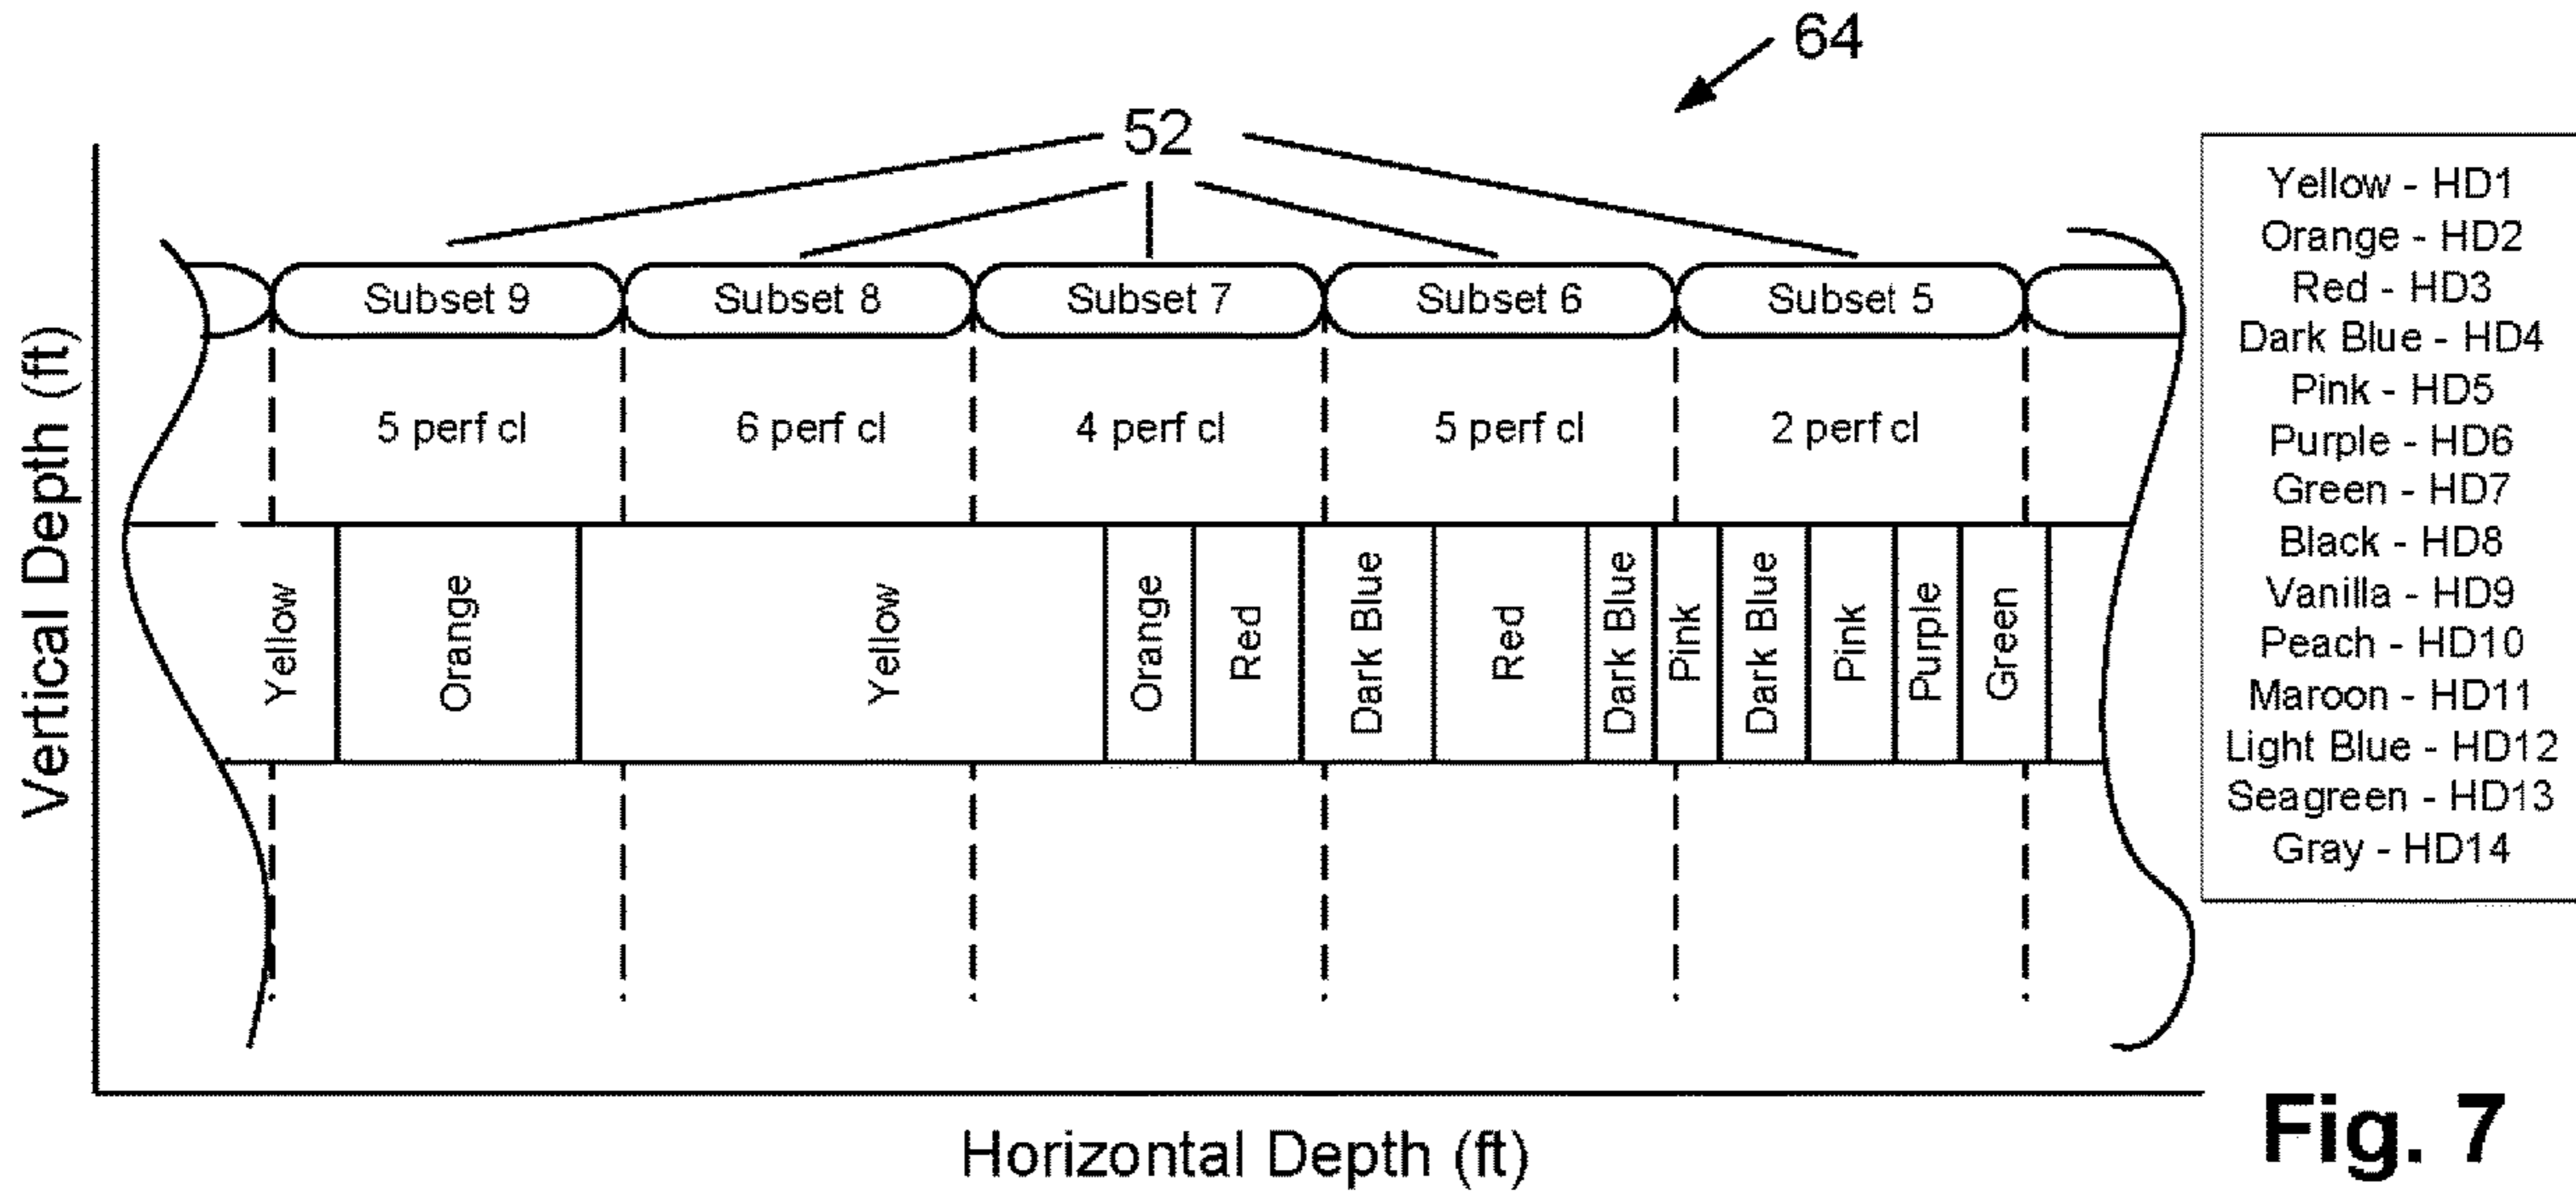 64
52
Subset 9
Subset 8
Subset 7
Subset 6
Subset 5
5 perf cl
6 perf cl
4 perf cl
5 perf cl
2 perf cl
Yellow
Orange
Yellow
Orange
Red
Dark Blue
Red
Dark Blue
Pink
Dark Blue
Pink
Purple
Green
Vertical Depth (ft)
Horizontal Depth (ft)
Yellow - HD1
Orange - HD2
Red - HD3
Dark Blue - HD4
Pink - HD5
Purple - HD6
Green - HD7
Black - HD8
Vanilla - HD9
Peach - HD10
Maroon - HD11
Light Blue - HD12
Seagreen - HD13
Gray - HD14
Fig. 7